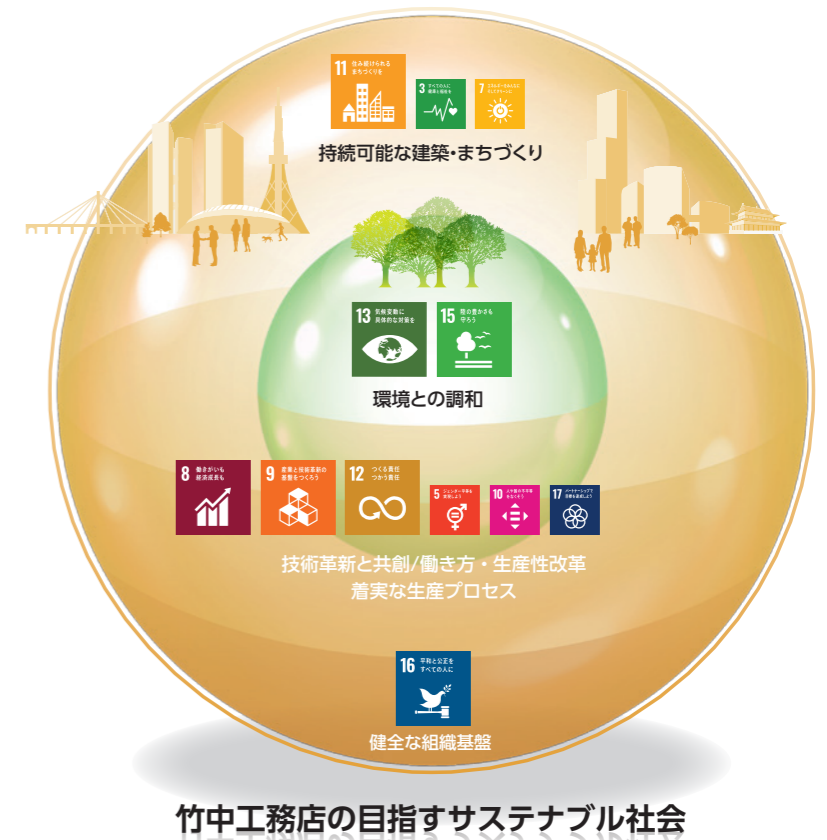 11 住み続けられる
まちづくりを
3 すべての人に
健康と福祉を
7 エネルギーをみんなに
そしてクリーンに
持続可能な建築・まちづくり
13 気候変動に
具体的な対策を
15 陸の豊かさも
守ろう
環境との調和
8 働きがいも
経済成長も
9 産業と技術革新の
基盤をつくろう
12 つくる責任
つかう責任
5 ジェンダー平等を
実現しよう
10 人や国の不平等
をなくそう
17 パートナーシップで
目標を達成しよう
技術革新と共創/働き方・生産性改革
着実な生産プロセス
16 平和と公正を
すべての人に
健全な組織基盤
竹中工務店の目指すサステナブル社会